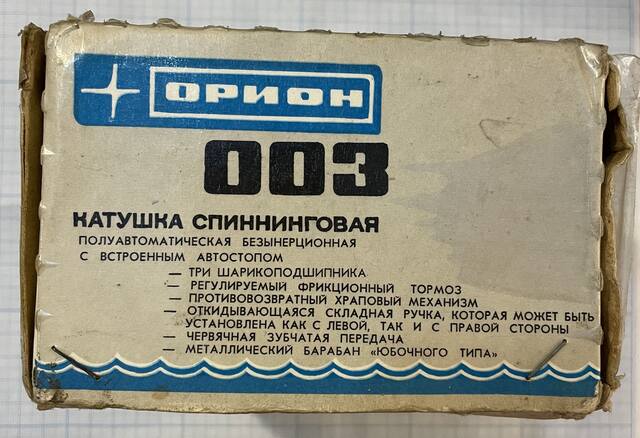 ОРИОН
003
КАТУШКА СПИННИНГОВАЯ
ПОЛУАВТОМАТИЧЕСКАЯ БЕЗЫНЕРЦИОННАЯ
С ВСТРОЕННЫМ АВТОСТОПОМ
— ТРИ ШАРИКОПОДШИПНИКА
— РЕГУЛИРУЕМЫЙ ФРИКЦИОННЫЙ ТОРМОЗ
— ПРОТИВОВОЗВРАТНЫЙ ХРАПОВЫЙ МЕХАНИЗМ
— ОТКИДЫВАЮЩАЯСЯ СКЛАДНАЯ РУЧКА, КОТОРАЯ МОЖЕТ БЫТЬ
УСТАНОВЛЕНА КАК С ЛЕВОЙ, ТАК И С ПРАВОЙ СТОРОНЫ
— ЧЕРВЯЧНАЯ ЗУБЧАТАЯ ПЕРЕДАЧА
— МЕТАЛЛИЧЕСКИЙ БАРАБАН «ЮБОЧНОГО ТИПА»